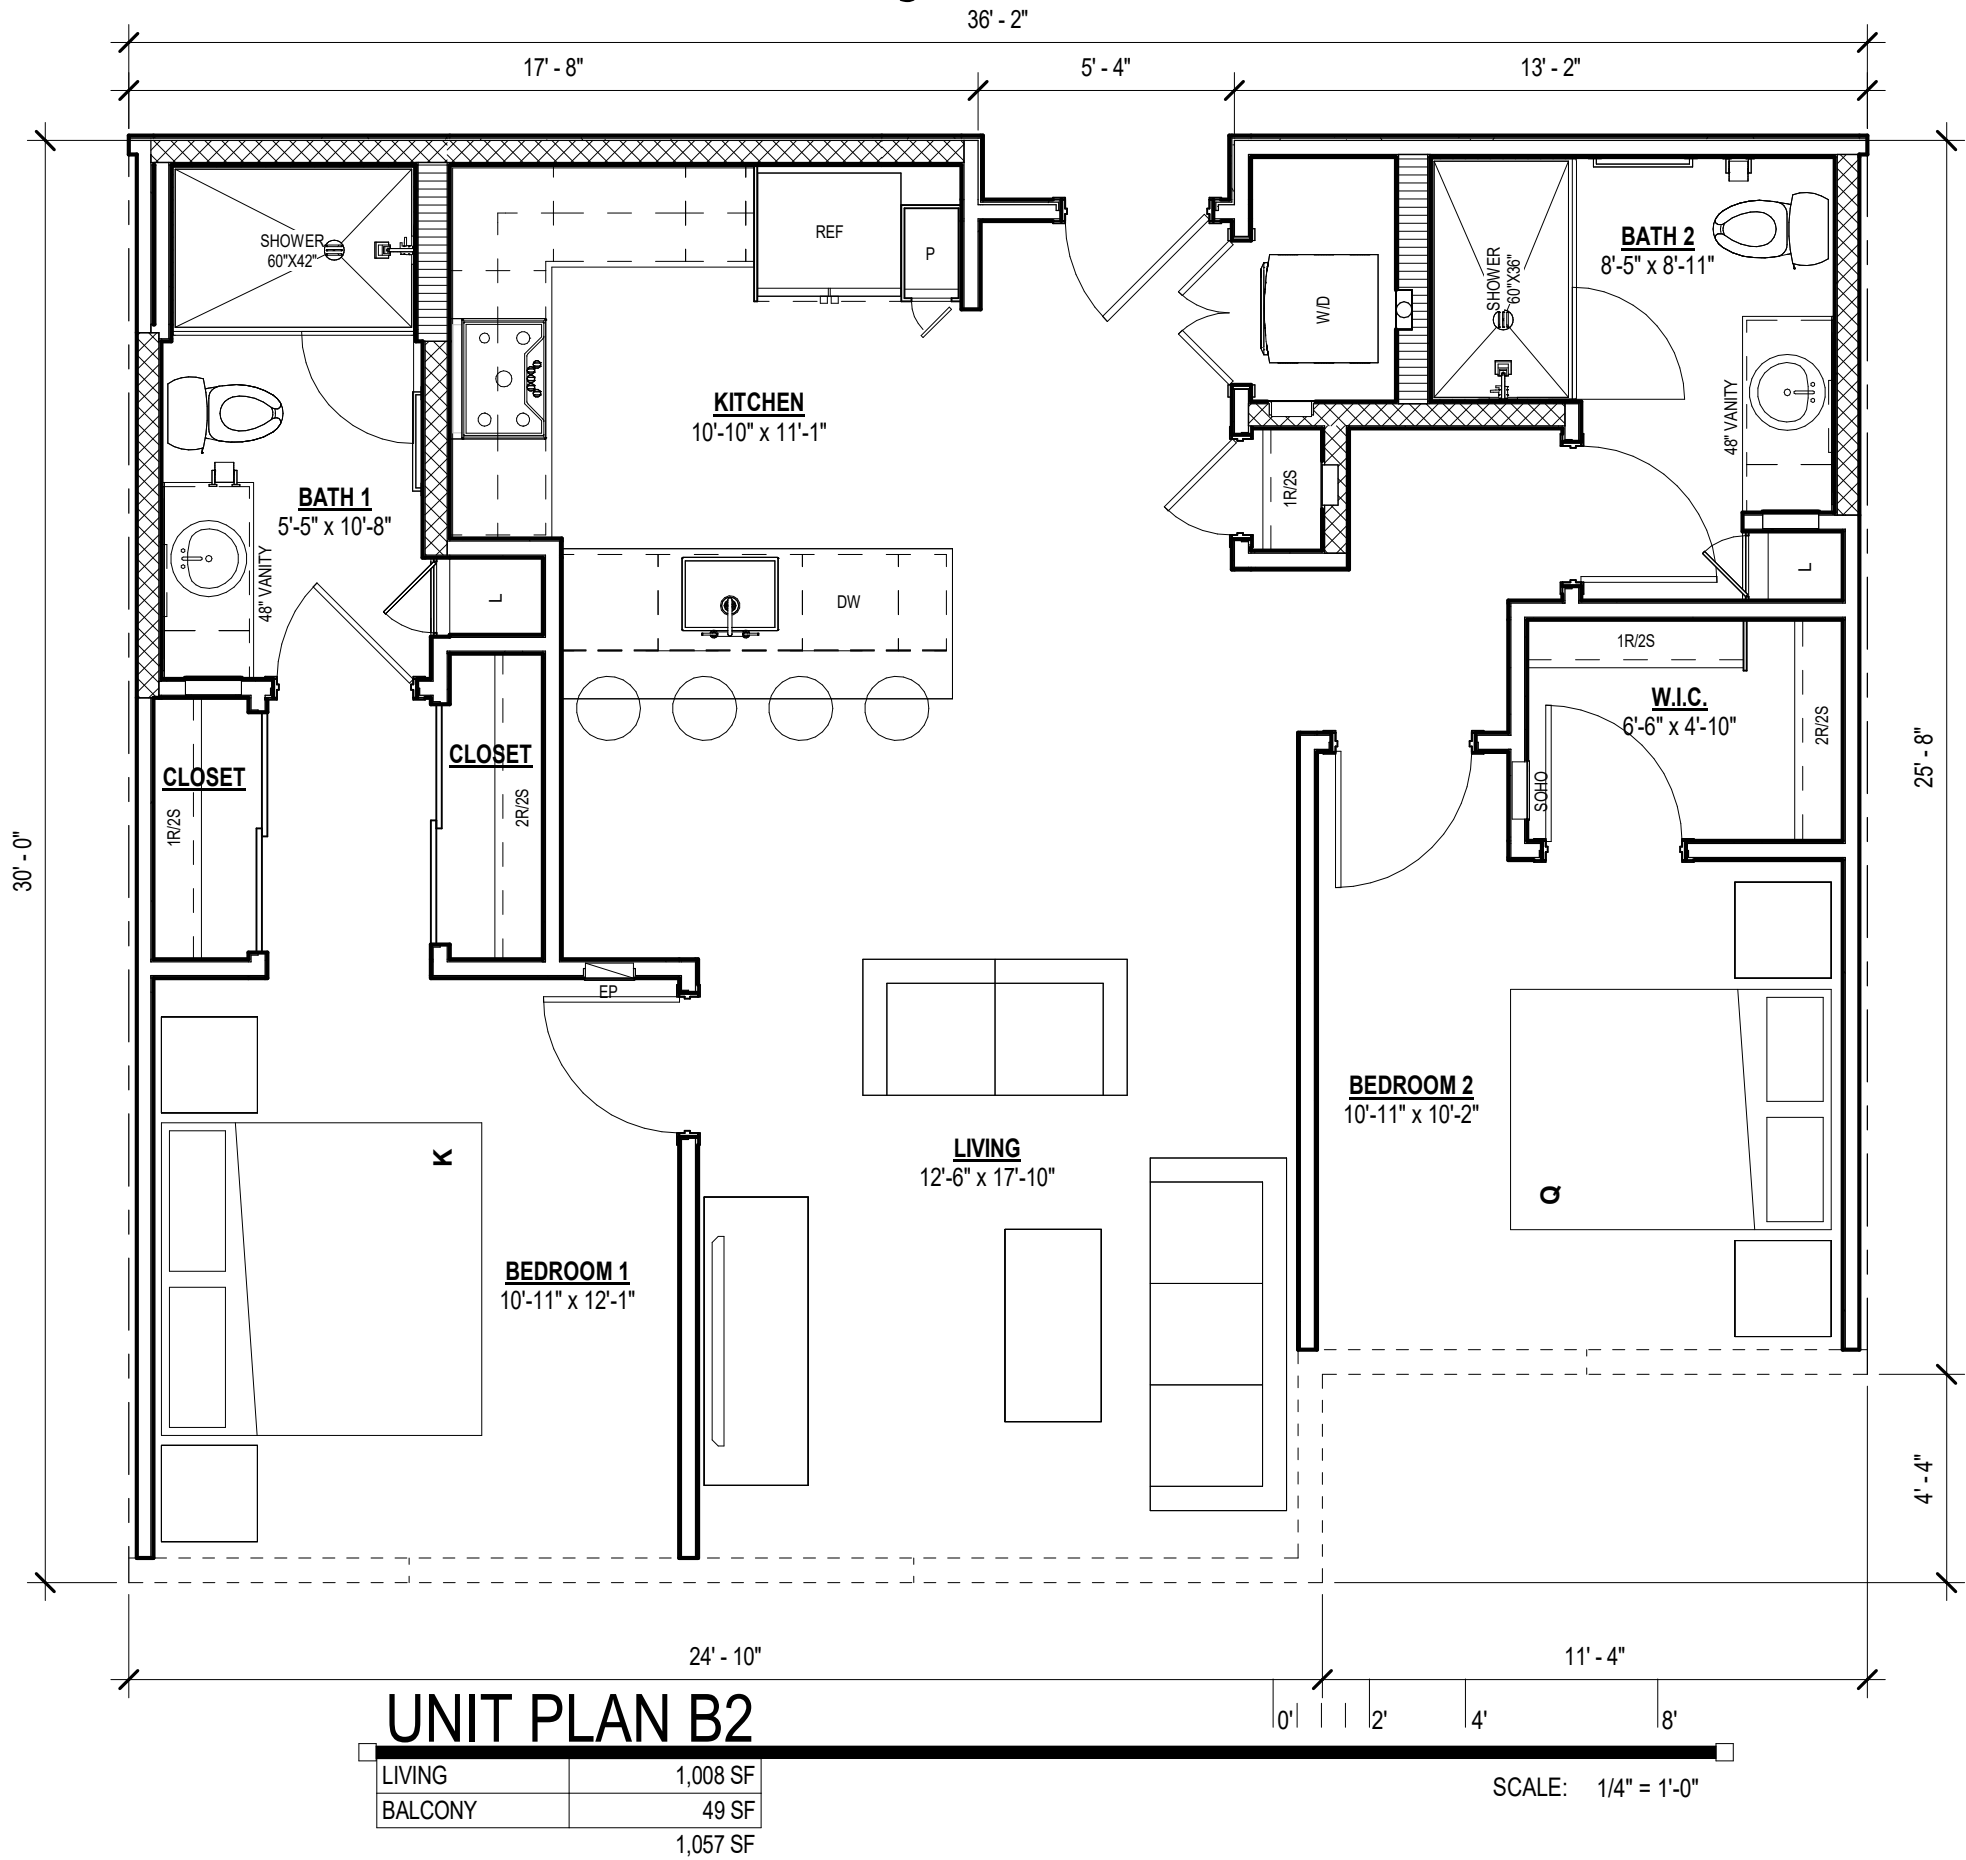 36' - 2"
17' - 8"
5' - 4"
13' - 2"
SHOWER
60"X42"
REF
P
W/D
SHOWER
60"X36"
BATH 2
8'-5" x 8'-11"
48" VANITY
KITCHEN
10'-10" x 11'-1"
1R/2S
BATH 1
5'-5" x 10'-8"
48" VANITY
L
DW
L
1R/2S
W.I.C.
6'-6" x 4'-10"
2R/2S
SOHO
CLOSET
1R/2S
CLOSET
2R/2S
30' - 0"
25' - 8"
EP
K
BEDROOM 2
10'-11" x 10'-2"
Q
LIVING
12'-6" x 17'-10"
BEDROOM 1
10'-11" x 12'-1"
4' - 4"
24' - 10"
11' - 4"
UNIT PLAN B2
0' 2' 4' 8'
LIVING 1,008 SF
BALCONY 49 SF
1,057 SF
SCALE: 1/4" = 1'-0"